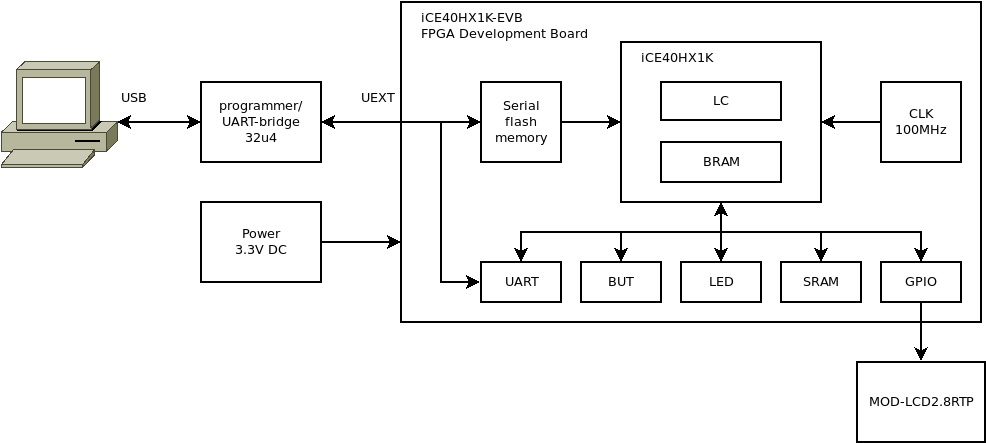 iCE40HX1K-EVB
FPGA Development Board
iCE40HX1K
USB
programmer/
UART-bridge
32u4
UEXT
Serial
flash
memory
LC
BRAM
CLK
100MHz
Power
3.3V DC
UART
BUT
LED
SRAM
GPIO
MOD-LCD2.8RTP